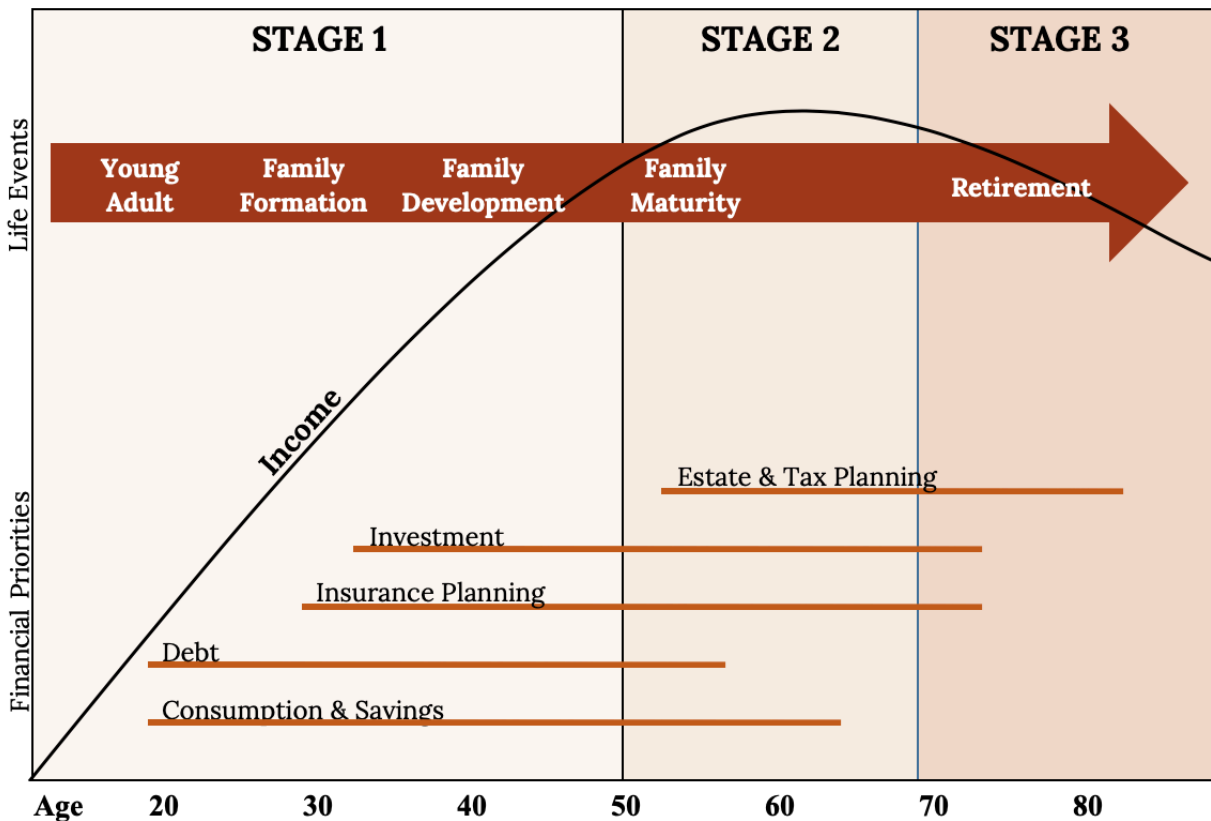 STAGE 1
STAGE 2
STAGE 3
Life Events
Young
Adult
Family
Formation
Family
Development
Family
Maturity
Retirement
Income
Financial Priorities
Estate & Tax Planning
Investment
Insurance Planning
Debt
Consumption & Savings
Age 20 30 40 50 60 70 80